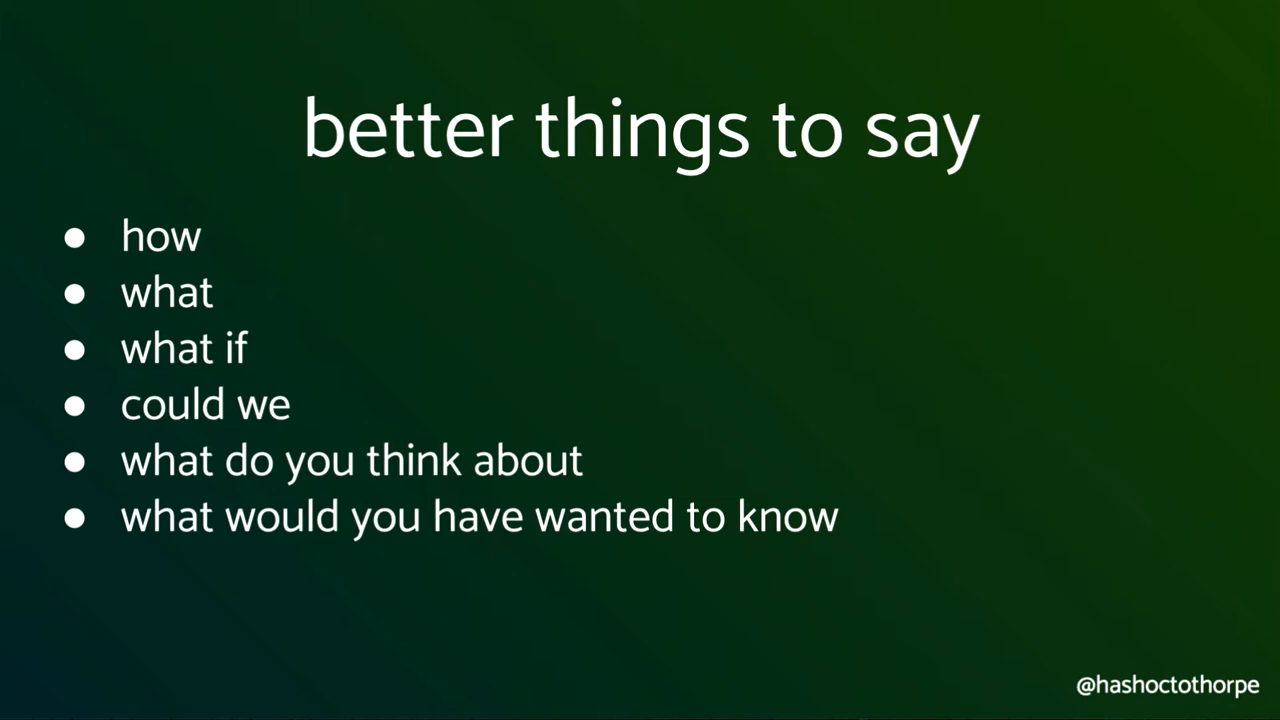 better things to say
● how
● what
● what if
● could we
● what do you think about
● what would you have wanted to know
@hashoctothorpe